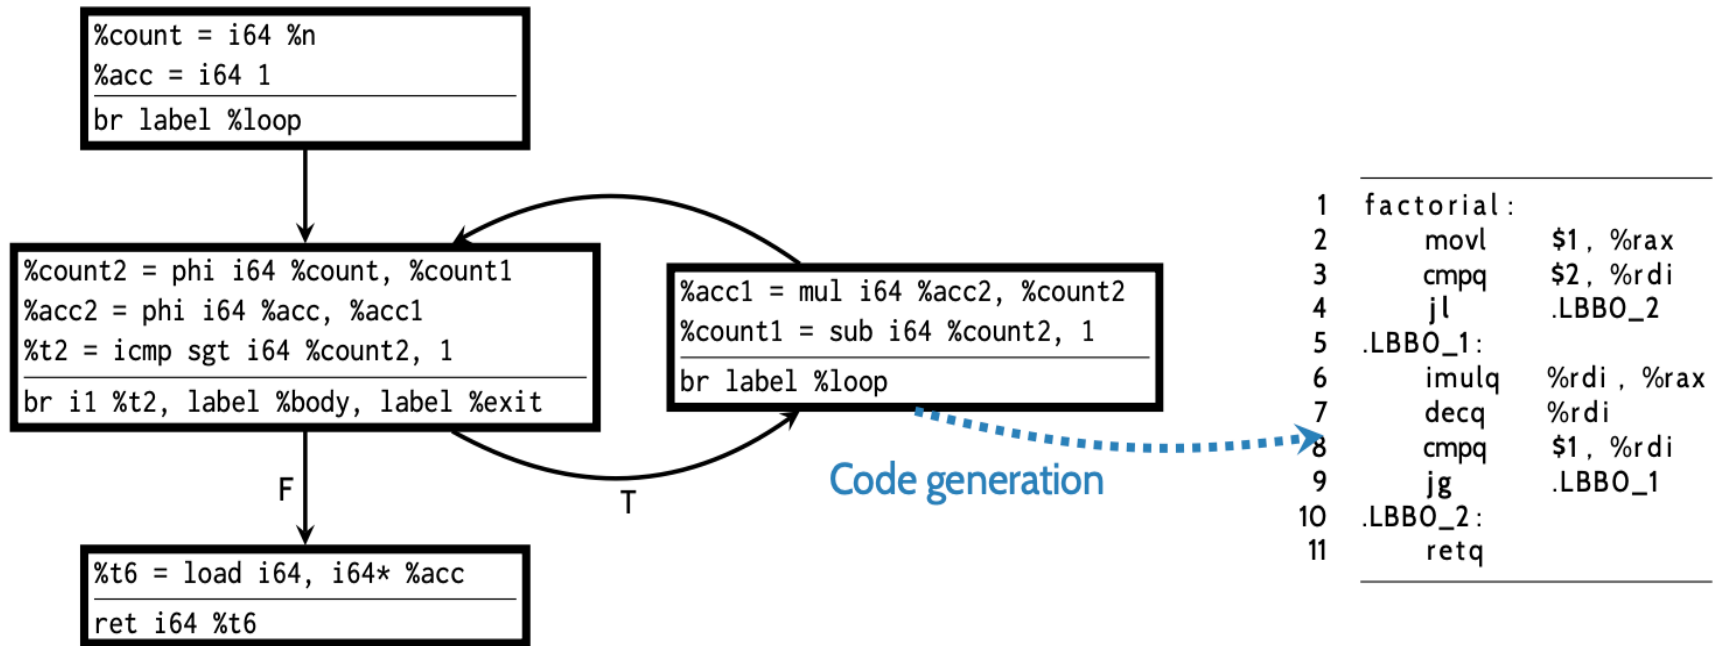 %count = i64 %n
%acc = i64 1
br label %loop
%count2 = phi i64 %count, %count1
%acc2 = phi i64 %acc, %acc1
%t2 = icmp sgt i64 %count2, 1
br i1 %t2, label %body, label %exit
%acc1 = mul i64 %acc2, %count2
%count1 = sub i64 %count2, 1
br label %loop
F
T
%t6 = load i64, i64* %acc
ret i64 %t6
Code generation
1 factorial:
2 movl $1, %rax
3 cmpq $2, %rdi
4 jl .LBB0_2
5 .LBB0_1:
6 imulq %rdi, %rax
7 decq %rdi
8 cmpq $1, %rdi
9 jg .LBB0_1
10 .LBB0_2:
11 retq